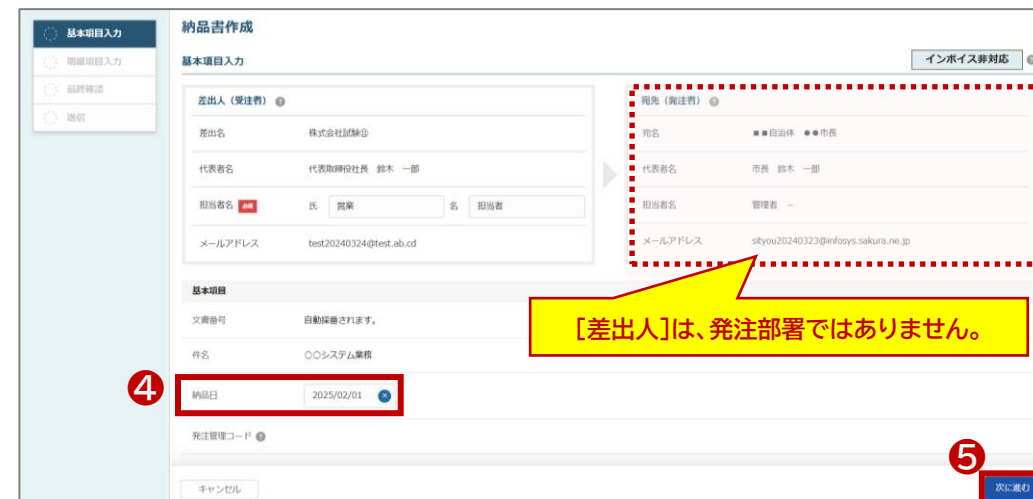 基本項目入力
明細項目入力
最終確認
送信
納品書作成
基本項目入力
インボイス非対応
差出人（受注者）
差出名 株式会社試験①
代表者名 代表取締役社長 鈴木 一郎
担当者名 必須 氏 営業 名 担当者
メールアドレス test20240324@test.ab.cd
宛先（発注者）
宛名 ■■自治体 ●●市長
代表者名 市長 鈴木 一郎
担当者名 管理者 −
メールアドレス sityou20240323@infosys.sakura.ne.jp
［差出人］は、発注部署ではありません。
基本項目
文書番号 自動採番されます。
件名 〇〇システム業務
❹ 納品日 2025/02/01
発注管理コード
キャンセル
❺ 次に進む